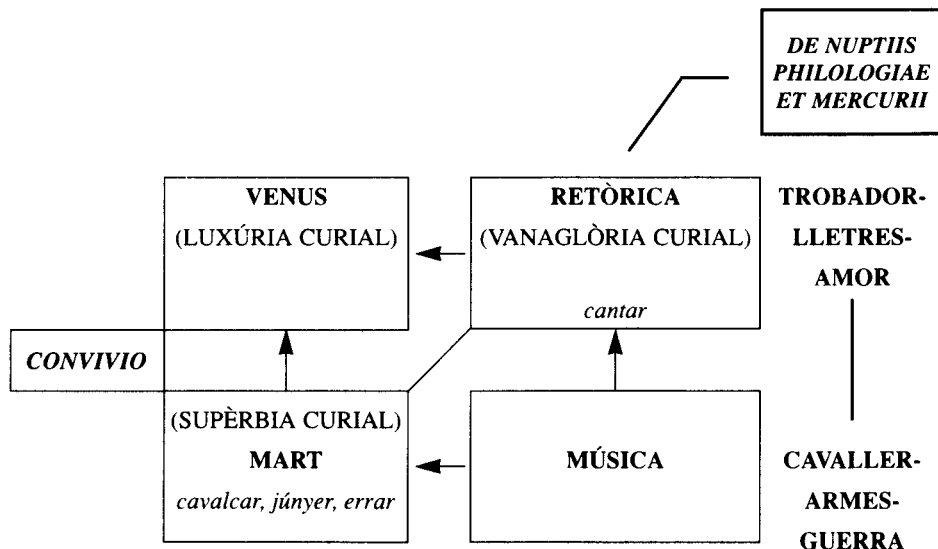 DE NUPTIIS
PHILOLOGIAE
ET MERCURII
VENUS
(LUXÚRIA CURIAL)
RETÒRICA
(VANAGLÒRIA CURIAL)
cantar
TROBADOR-
LLETRES-
AMOR
CONVIVIO
(SUPÈRBIA CURIAL)
MART
cavalcar, júnyer, errar
MÚSICA
CAVALLER-
ARMES-
GUERRA